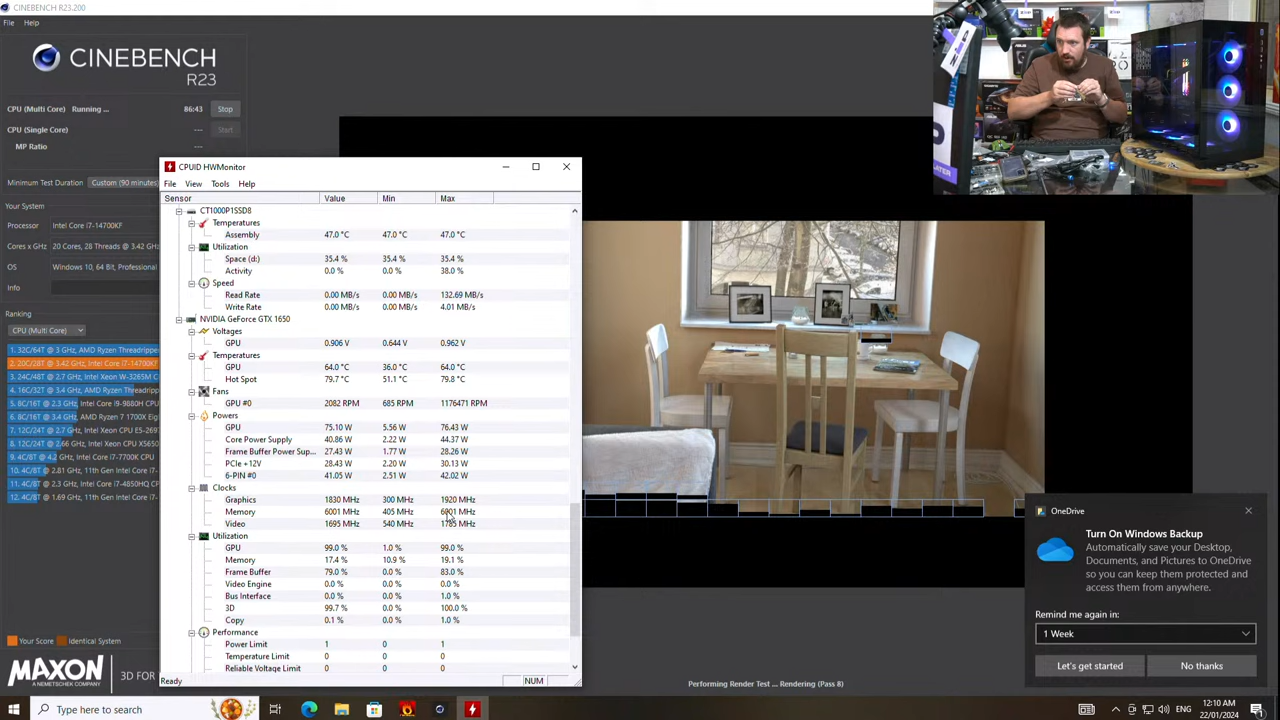 CINEBENCH R23.200
File Help
CINEBENCH
R23
CPU (Multi Core) Running ... 86:43 Stop
CPU (Single Core) --- Start
MP Ratio ---
Minimum Test Duration Custom (90 minutes
Your System
Processor Intel Core i7-14700KF
Cores x GHz 20 Cores, 28 Threads @ 3.42 G
OS Windows 10, 64 Bit, Professional
Info
Ranking
CPU (Multi Core)
1. 32C/64T @ 3 GHz, AMD Ryzen Threadrippe
2. 20C/28T @ 3.42 GHz, Intel Core i7-14700KF
3. 24C/48T @ 2.7 GHz, Intel Xeon W-3265M C
4. 16C/32T @ 3.4 GHz, AMD Ryzen Threadrippe
5. 8C/16T @ 2.3 GHz, Intel Core i9-9880H CPU
6. 8C/16T @ 3.4 GHz, AMD Ryzen 7 1700X Eig
7. 12C/24T @ 2.7 GHz, Intel Xeon CPU E5-269
8. 12C/24T @ 2.66 GHz, Intel Xeon CPU X5650
9. 4C/8T @ 4.2 GHz, Intel Core i7-7700K CPU
10. 4C/8T @ 2.81 GHz, 11th Gen Intel Core i7-
11. 4C/8T @ 2.3 GHz, Intel Core i7-4850HQ CP
12. 4C/8T @ 1.69 GHz, 11th Gen Intel Core i7-
Your Score Identical System
MAXON
A NEMETSCHEK COMPANY
3D FOR
CPUID HWMonitor
File View Tools Help
Sensor Value Min Max
CT1000P1SSD8
Temperatures
Assembly 47.0 °C 47.0 °C 47.0 °C
Utilization
Space (d:) 35.4 % 35.4 % 35.4 %
Activity 0.0 % 0.0 % 38.0 %
Speed
Read Rate 0.00 MB/s 0.00 MB/s 132.69 MB/s
Write Rate 0.00 MB/s 0.00 MB/s 4.01 MB/s
NVIDIA GeForce GTX 1650
Voltages
GPU 0.906 V 0.644 V 0.962 V
Temperatures
GPU 64.0 °C 36.0 °C 64.0 °C
Hot Spot 79.7 °C 51.1 °C 79.8 °C
Fans
GPU #0 2082 RPM 685 RPM 1176471 RPM
Powers
GPU 75.10 W 5.56 W 76.43 W
Core Power Supply 40.86 W 2.22 W 44.37 W
Frame Buffer Power Sup... 27.43 W 1.77 W 28.26 W
PCIe +12V 28.43 W 2.20 W 30.13 W
6-PIN #0 41.05 W 2.51 W 42.02 W
Clocks
Graphics 1830 MHz 300 MHz 1920 MHz
Memory 6001 MHz 405 MHz 6001 MHz
Video 1695 MHz 540 MHz 1785 MHz
Utilization
GPU 99.0 % 1.0 % 99.0 %
Memory 17.4 % 10.9 % 19.1 %
Frame Buffer 79.0 % 0.0 % 83.0 %
Video Engine 0.0 % 0.0 % 0.0 %
Bus Interface 0.0 % 0.0 % 1.0 %
3D 99.7 % 0.0 % 100.0 %
Copy 0.1 % 0.0 % 1.0 %
Performance
Power Limit 1 0 1
Temperature Limit 0 0 0
Reliable Voltage Limit 0 0 0
Ready NUM
Performing Render Test ... Rendering (Pass 8)
OneDrive
Turn On Windows Backup
Automatically save your Desktop,
Documents, and Pictures to OneDrive
so you can keep them protected and
access them from anywhere.
Remind me again in:
1 Week
Let's get started No thanks
Type here to search
ENG
12:10 AM
22/01/2024